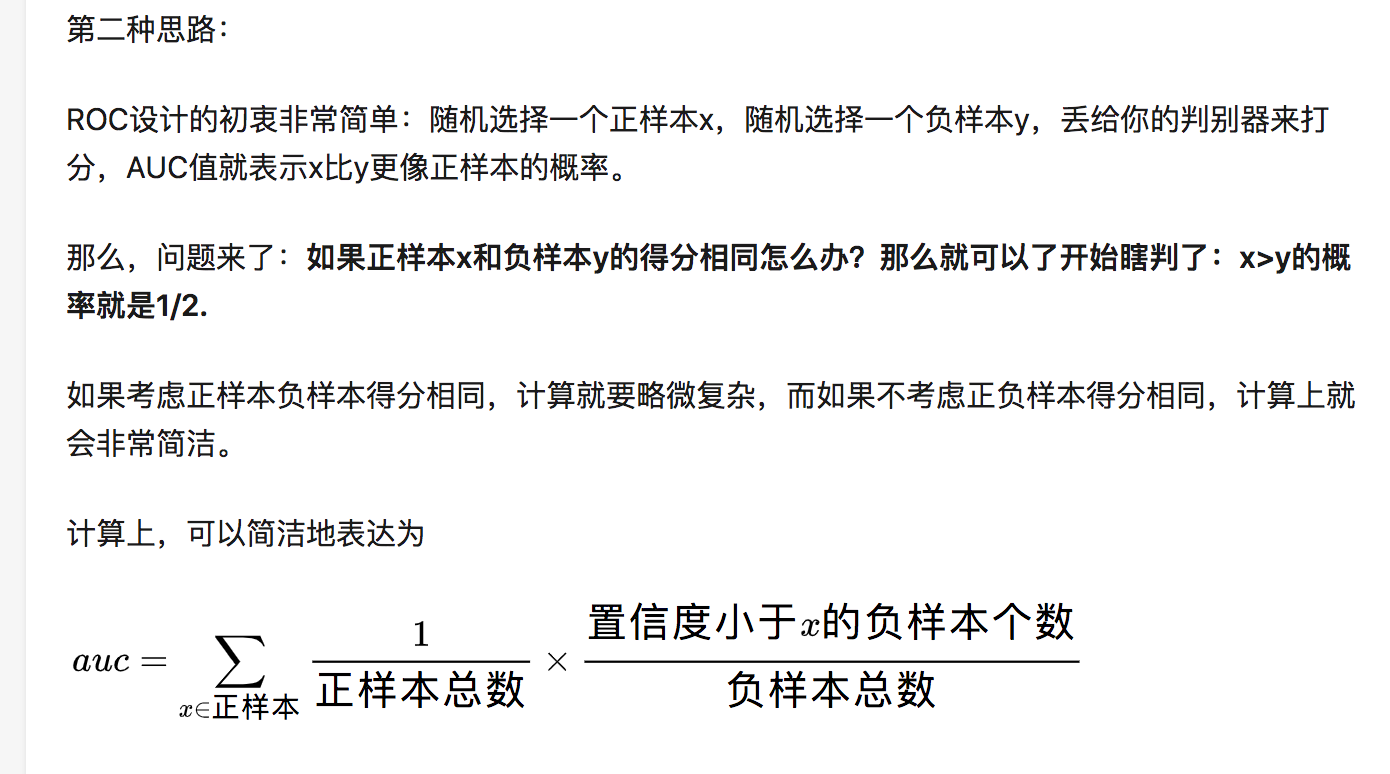 第二种思路：
ROC设计的初衷非常简单：随机选择一个正样本x，随机选择一个负样本y，丢给你的判别器来打
分，AUC值就表示x比y更像正样本的概率。
那么，问题来了：如果正样本x和负样本y的得分相同怎么办？那么就可以了开始瞎判了：x>y的概
率就是1/2.
如果考虑正样本负样本得分相同，计算就要略微复杂，而如果不考虑正负样本得分相同，计算上就
会非常简洁。
计算上，可以简洁地表达为
auc = ∑ x∈正样本 1/正样本总数 × 置信度小于x的负样本个数/负样本总数